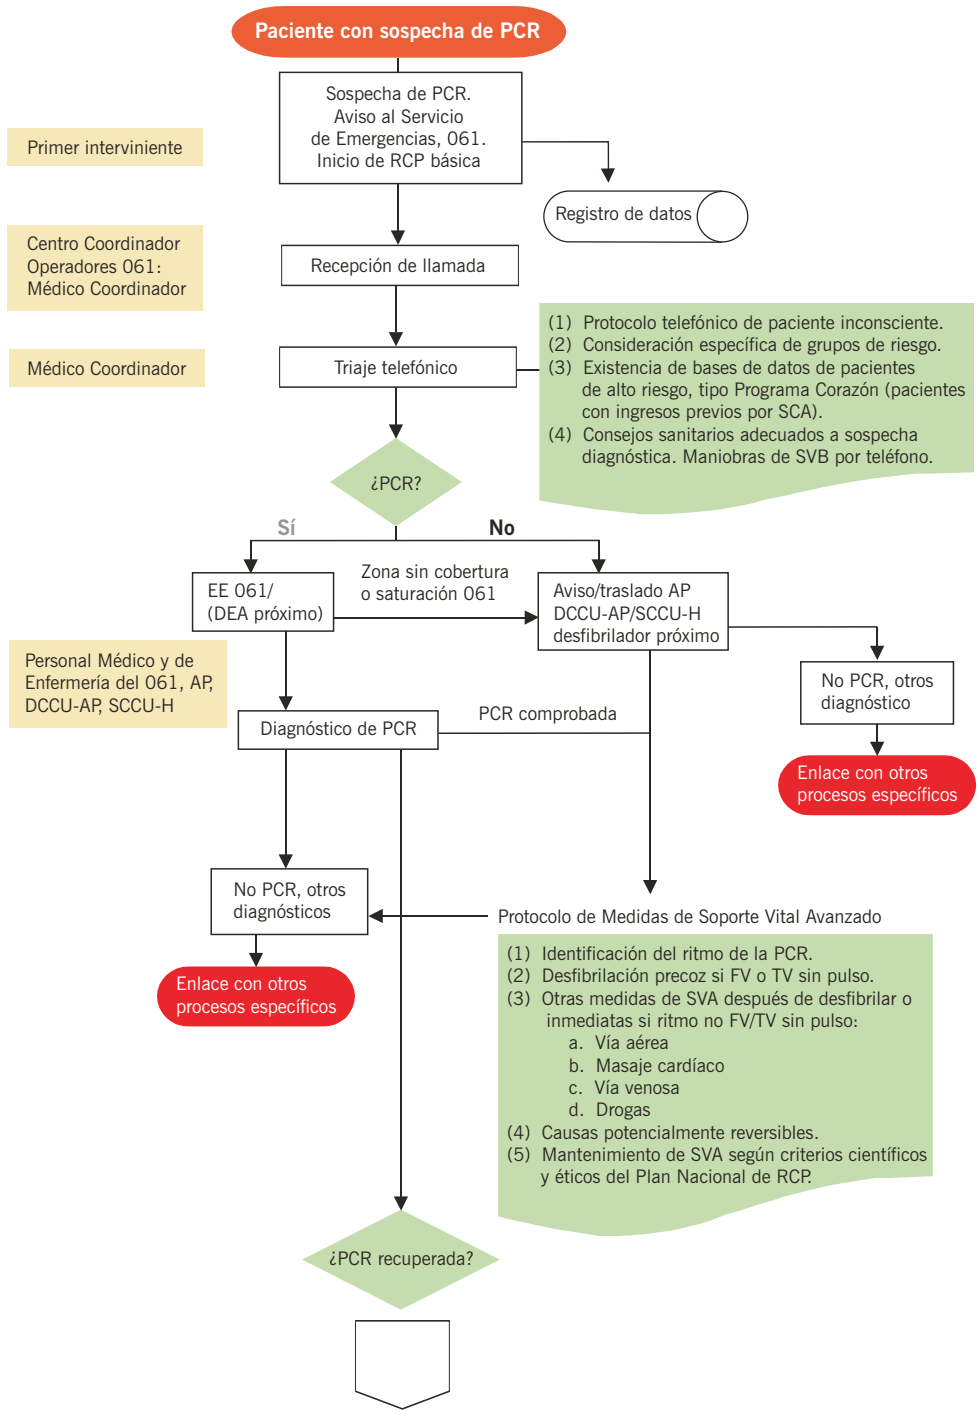 Paciente con sospecha de PCR
Sospecha de PCR.
Aviso al Servicio
de Emergencias, 061.
Inicio de RCP básica
Primer interviniente
Registro de datos
Centro Coordinador
Operadores 061:
Médico Coordinador
Recepción de llamada
Médico Coordinador
Triaje telefónico
(1) Protocolo telefónico de paciente inconsciente.
(2) Consideración específica de grupos de riesgo.
(3) Existencia de bases de datos de pacientes
de alto riesgo, tipo Programa Corazón (pacientes
con ingresos previos por SCA).
(4) Consejos sanitarios adecuados a sospecha
diagnóstica. Maniobras de SVB por teléfono.
¿PCR?
Sí
No
EE 061/
(DEA próximo)
Zona sin cobertura
o saturación 061
Aviso/traslado AP
DCCU-AP/SCCU-H
desfibrilador próximo
Personal Médico y de
Enfermería del 061, AP,
DCCU-AP, SCCU-H
No PCR, otros
diagnóstico
Diagnóstico de PCR
PCR comprobada
Enlace con otros
procesos específicos
No PCR, otros
diagnósticos
Protocolo de Medidas de Soporte Vital Avanzado
Enlace con otros
procesos específicos
(1) Identificación del ritmo de la PCR.
(2) Desfibrilación precoz si FV o TV sin pulso.
(3) Otras medidas de SVA después de desfibrilar o
inmediatas si ritmo no FV/TV sin pulso:
a. Vía aérea
b. Masaje cardíaco
c. Vía venosa
d. Drogas
(4) Causas potencialmente reversibles.
(5) Mantenimiento de SVA según criterios científicos
y éticos del Plan Nacional de RCP.
¿PCR recuperada?